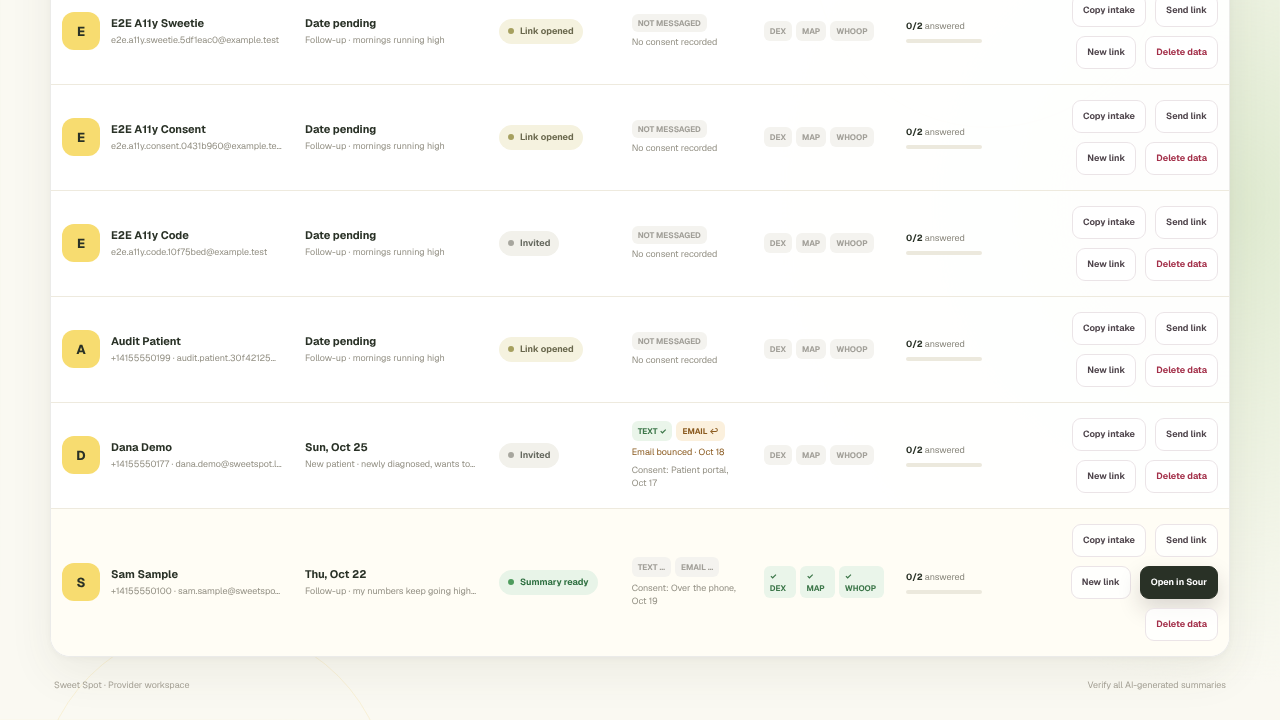 E
E2E A11y Sweetie
e2e.a11y.sweetie.5df1eac0@example.test
Date pending
Follow-up · mornings running high
Link opened
NOT MESSAGED
No consent recorded
DEX MAP WHOOP
0/2 answered
Copy intake Send link
New link Delete data
E
E2E A11y Consent
e2e.a11y.consent.0431b960@example.te…
Date pending
Follow-up · mornings running high
Link opened
NOT MESSAGED
No consent recorded
DEX MAP WHOOP
0/2 answered
Copy intake Send link
New link Delete data
E
E2E A11y Code
e2e.a11y.code.10f75bed@example.test
Date pending
Follow-up · mornings running high
Invited
NOT MESSAGED
No consent recorded
DEX MAP WHOOP
0/2 answered
Copy intake Send link
New link Delete data
A
Audit Patient
+14155550199 · audit.patient.30f42125…
Date pending
Follow-up · mornings running high
Link opened
NOT MESSAGED
No consent recorded
DEX MAP WHOOP
0/2 answered
Copy intake Send link
New link Delete data
D
Dana Demo
+14155550177 · dana.demo@sweetspot.l…
Sun, Oct 25
New patient · newly diagnosed, wants to…
Invited
TEXT ✓ EMAIL ↩
Email bounced · Oct 18
Consent: Patient portal,
Oct 17
DEX MAP WHOOP
0/2 answered
Copy intake Send link
New link Delete data
S
Sam Sample
+14155550100 · sam.sample@sweetspo…
Thu, Oct 22
Follow-up · my numbers keep going high…
Summary ready
TEXT … EMAIL …
Consent: Over the phone,
Oct 19
✓ DEX ✓ MAP ✓ WHOOP
0/2 answered
Copy intake Send link
New link Open in Sour
Delete data
Sweet Spot · Provider workspace
Verify all AI-generated summaries